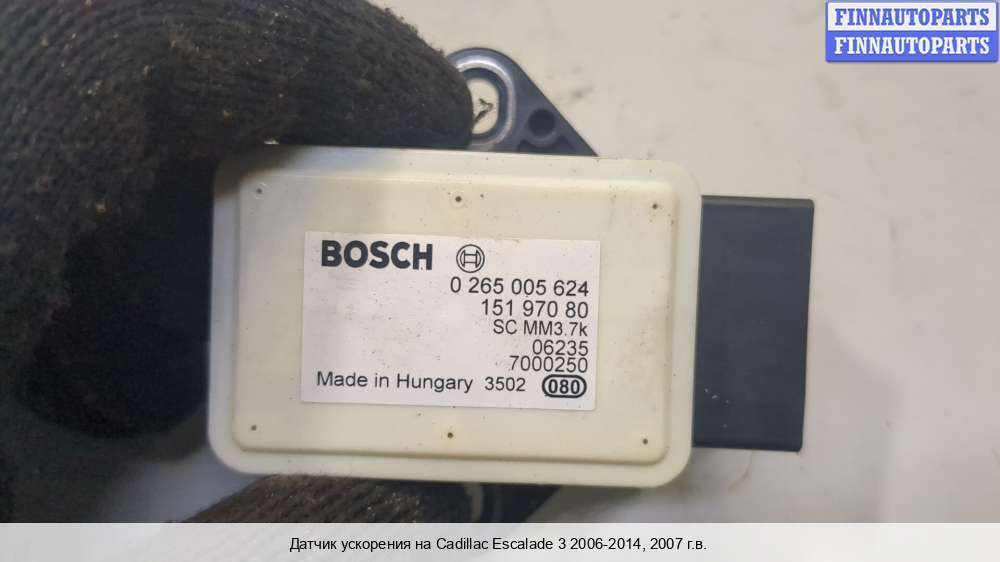 FINNAUTOPARTS
FINNAUTOPARTS
BOSCH
0 265 005 624
151 970 80
SC MM3.7k
06235
7000250
Made in Hungary 3502 080
Датчик ускорения на Cadillac Escalade 3 2006-2014, 2007 г.в.